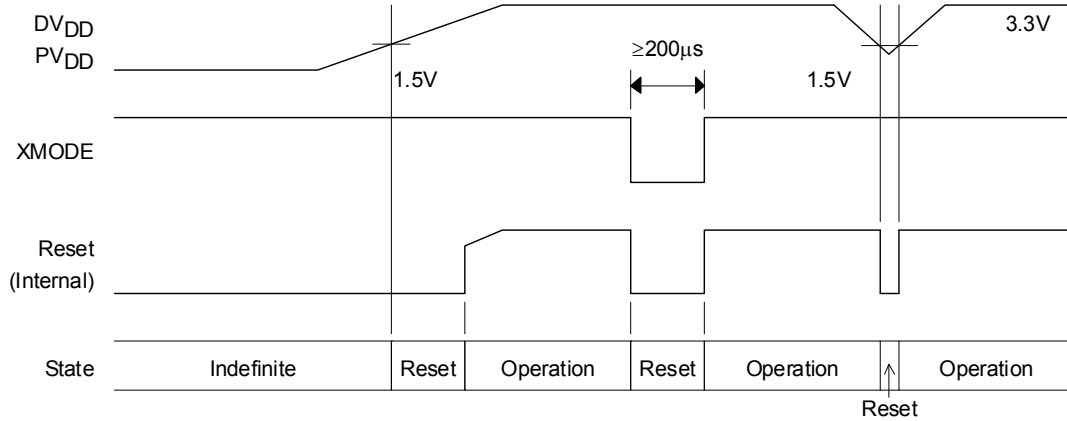 DVDD
PVDD
3.3V
≥200μs
1.5V
1.5V
XMODE
Reset
(Internal)
State
Indefinite
Reset
Operation
Reset
Operation
Operation
Reset